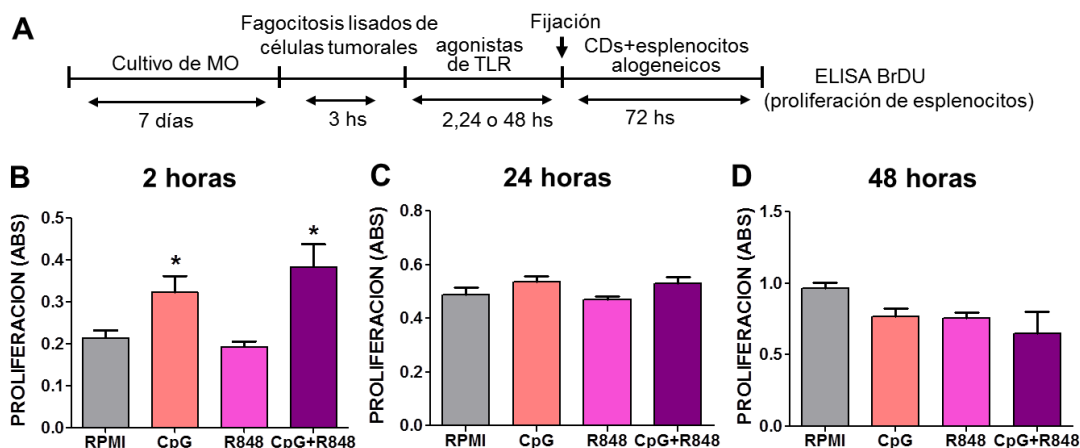 A
Fagocitosis lisados de
células tumorales
Cultivo de MO
agonistas
de TLR
Fijación
CDs+esplenocitos
alogeneicos
ELISA BrDU
(proliferación de esplenocitos)
7 días
3 hs
2,24 o 48 hs
72 hs
B
2 horas
PROLIFERACION (ABS)
0.5
0.4
0.3
0.2
0.1
0.0
*
*
RPMI CpG R848 CpG+R848
C
24 horas
PROLIFERACION (ABS)
0.8
0.6
0.4
0.2
0.0
RPMI CpG R848 CpG+R848
D
48 horas
PROLIFERACION (ABS)
1.5
1.0
0.5
0.0
RPMI CpG R848 CpG+R848